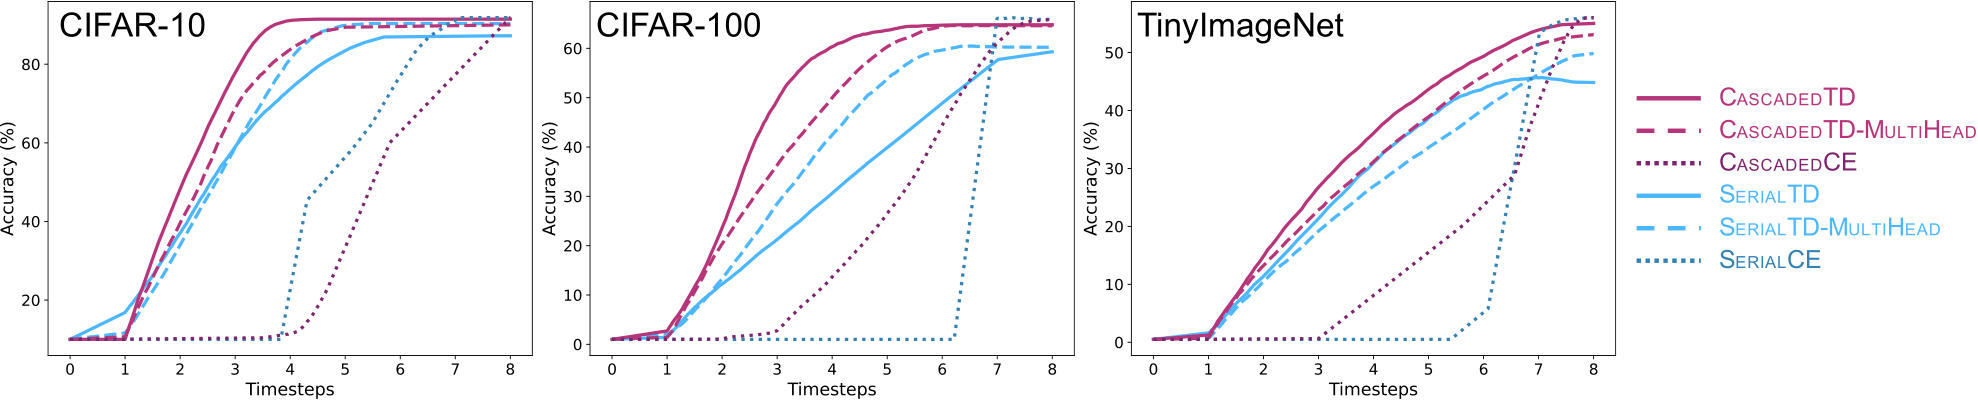 CIFAR-10
Accuracy (%)
80
60
40
20
0 1 2 3 4 5 6 7 8
Timesteps
CIFAR-100
Accuracy (%)
60
50
40
30
20
10
0
0 1 2 3 4 5 6 7 8
Timesteps
TinyImageNet
Accuracy (%)
50
40
30
20
10
0
0 1 2 3 4 5 6 7 8
Timesteps
CascadedTD
CascadedTD-MultiHead
CascadedCE
SerialTD
SerialTD-MultiHead
SerialCE